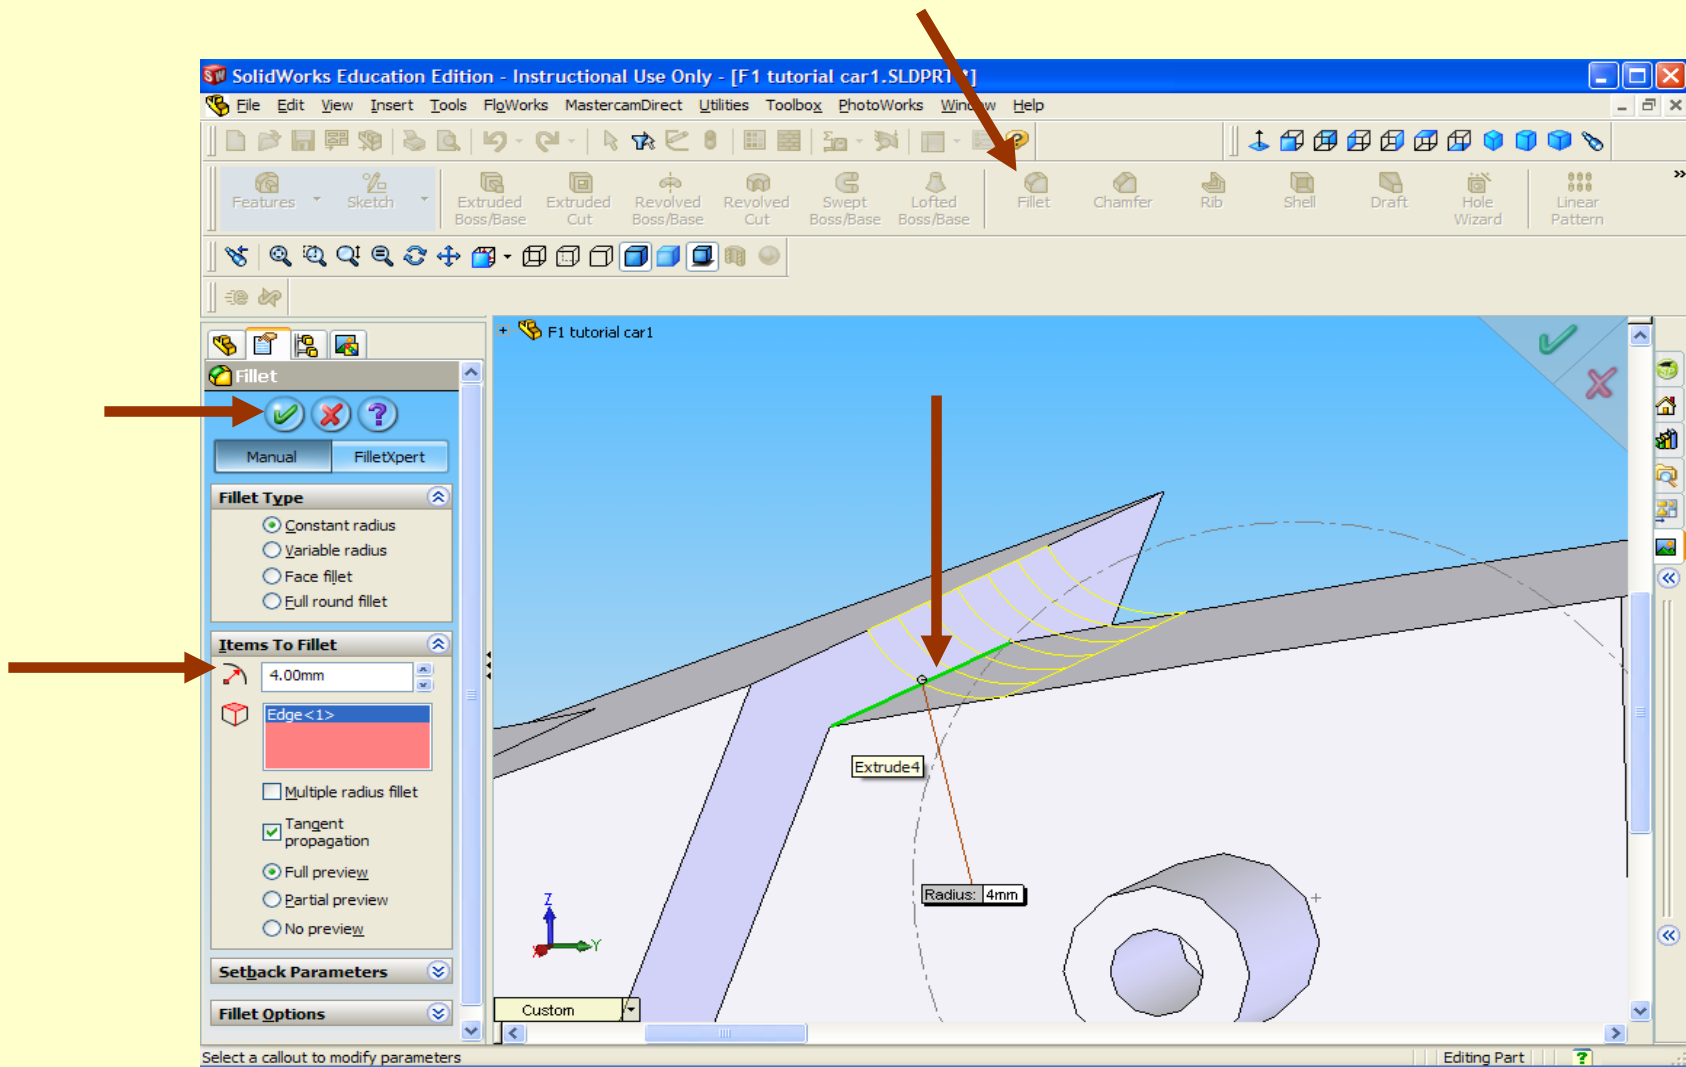 SolidWorks Education Edition - Instructional Use Only - [F1 tutorial car1.SLDPRT *]
File Edit View Insert Tools FloWorks MastercamDirect Utilities Toolbox PhotoWorks Window Help
Features Sketch Extruded Boss/Base Extruded Cut Revolved Boss/Base Revolved Cut Swept Boss/Base Lofted Boss/Base Fillet Chamfer Rib Shell Draft Hole Wizard Linear Pattern
F1 tutorial car1
Fillet
Manual FilletXpert
Fillet Type
Constant radius
Variable radius
Face fillet
Full round fillet
Items To Fillet
4.00mm
Edge<1>
Multiple radius fillet
Tangent
propagation
Full preview
Partial preview
No preview
Setback Parameters
Fillet Options
Extrude4
Radius: 4mm
Z
Y
Custom
Select a callout to modify parameters
Editing Part